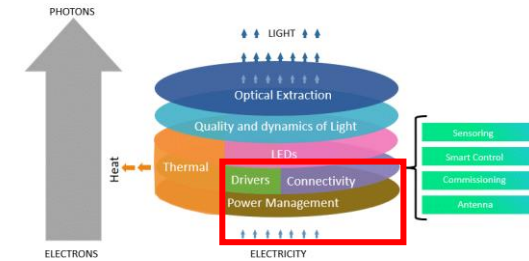 PHOTONS
LIGHT
Optical Extraction
Quality and dynamics of Light
LEDs
Thermal
Heat
Drivers
Connectivity
Power Management
Sensoring
Smart Control
Commissioning
Antenna
ELECTRONS
ELECTRICITY